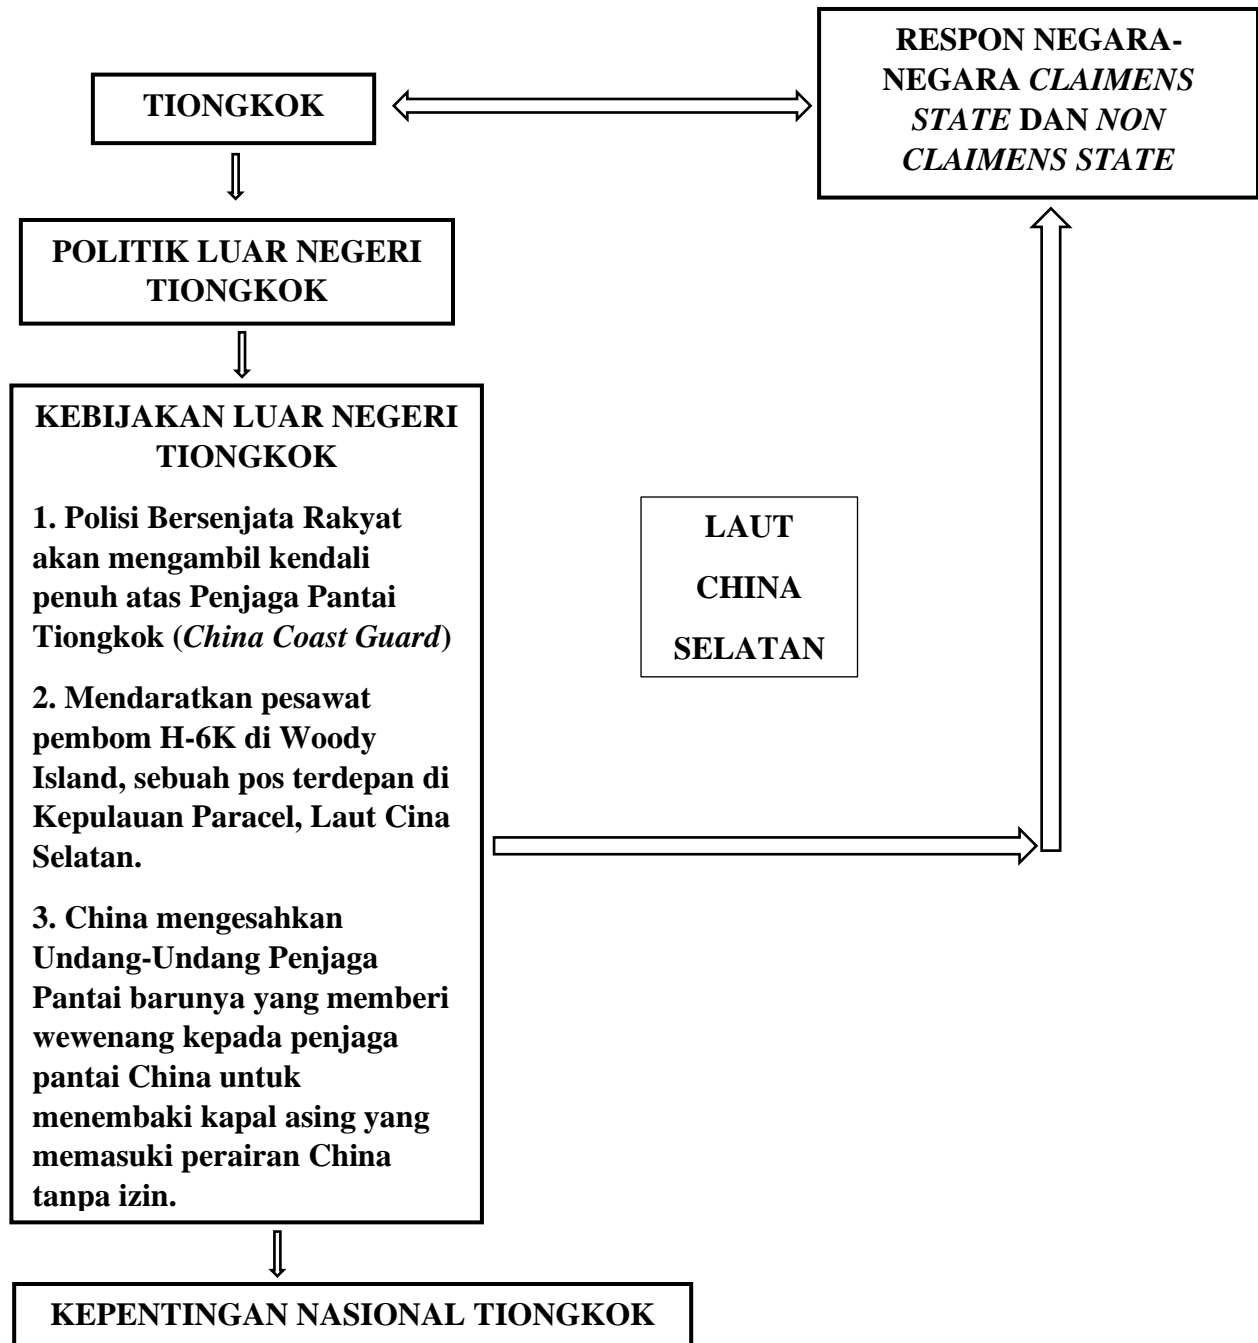 TIONGKOK
RESPON NEGARA-
NEGARA CLAIMENS
STATE DAN NON
CLAIMENS STATE
POLITIK LUAR NEGERI
TIONGKOK
KEBIJAKAN LUAR NEGERI
TIONGKOK
1. Polisi Bersenjata Rakyat
akan mengambil kendali
penuh atas Penjaga Pantai
Tiongkok (China Coast Guard)
2. Mendaratkan pesawat
pembom H-6K di Woody
Island, sebuah pos terdepan di
Kepulauan Paracel, Laut Cina
Selatan.
3. China mengesahkan
Undang-Undang Penjaga
Pantai barunya yang memberi
wewenang kepada penjaga
pantai China untuk
menembaki kapal asing yang
memasuki perairan China
tanpa izin.
LAUT
CHINA
SELATAN
KEPENTINGAN NASIONAL TIONGKOK